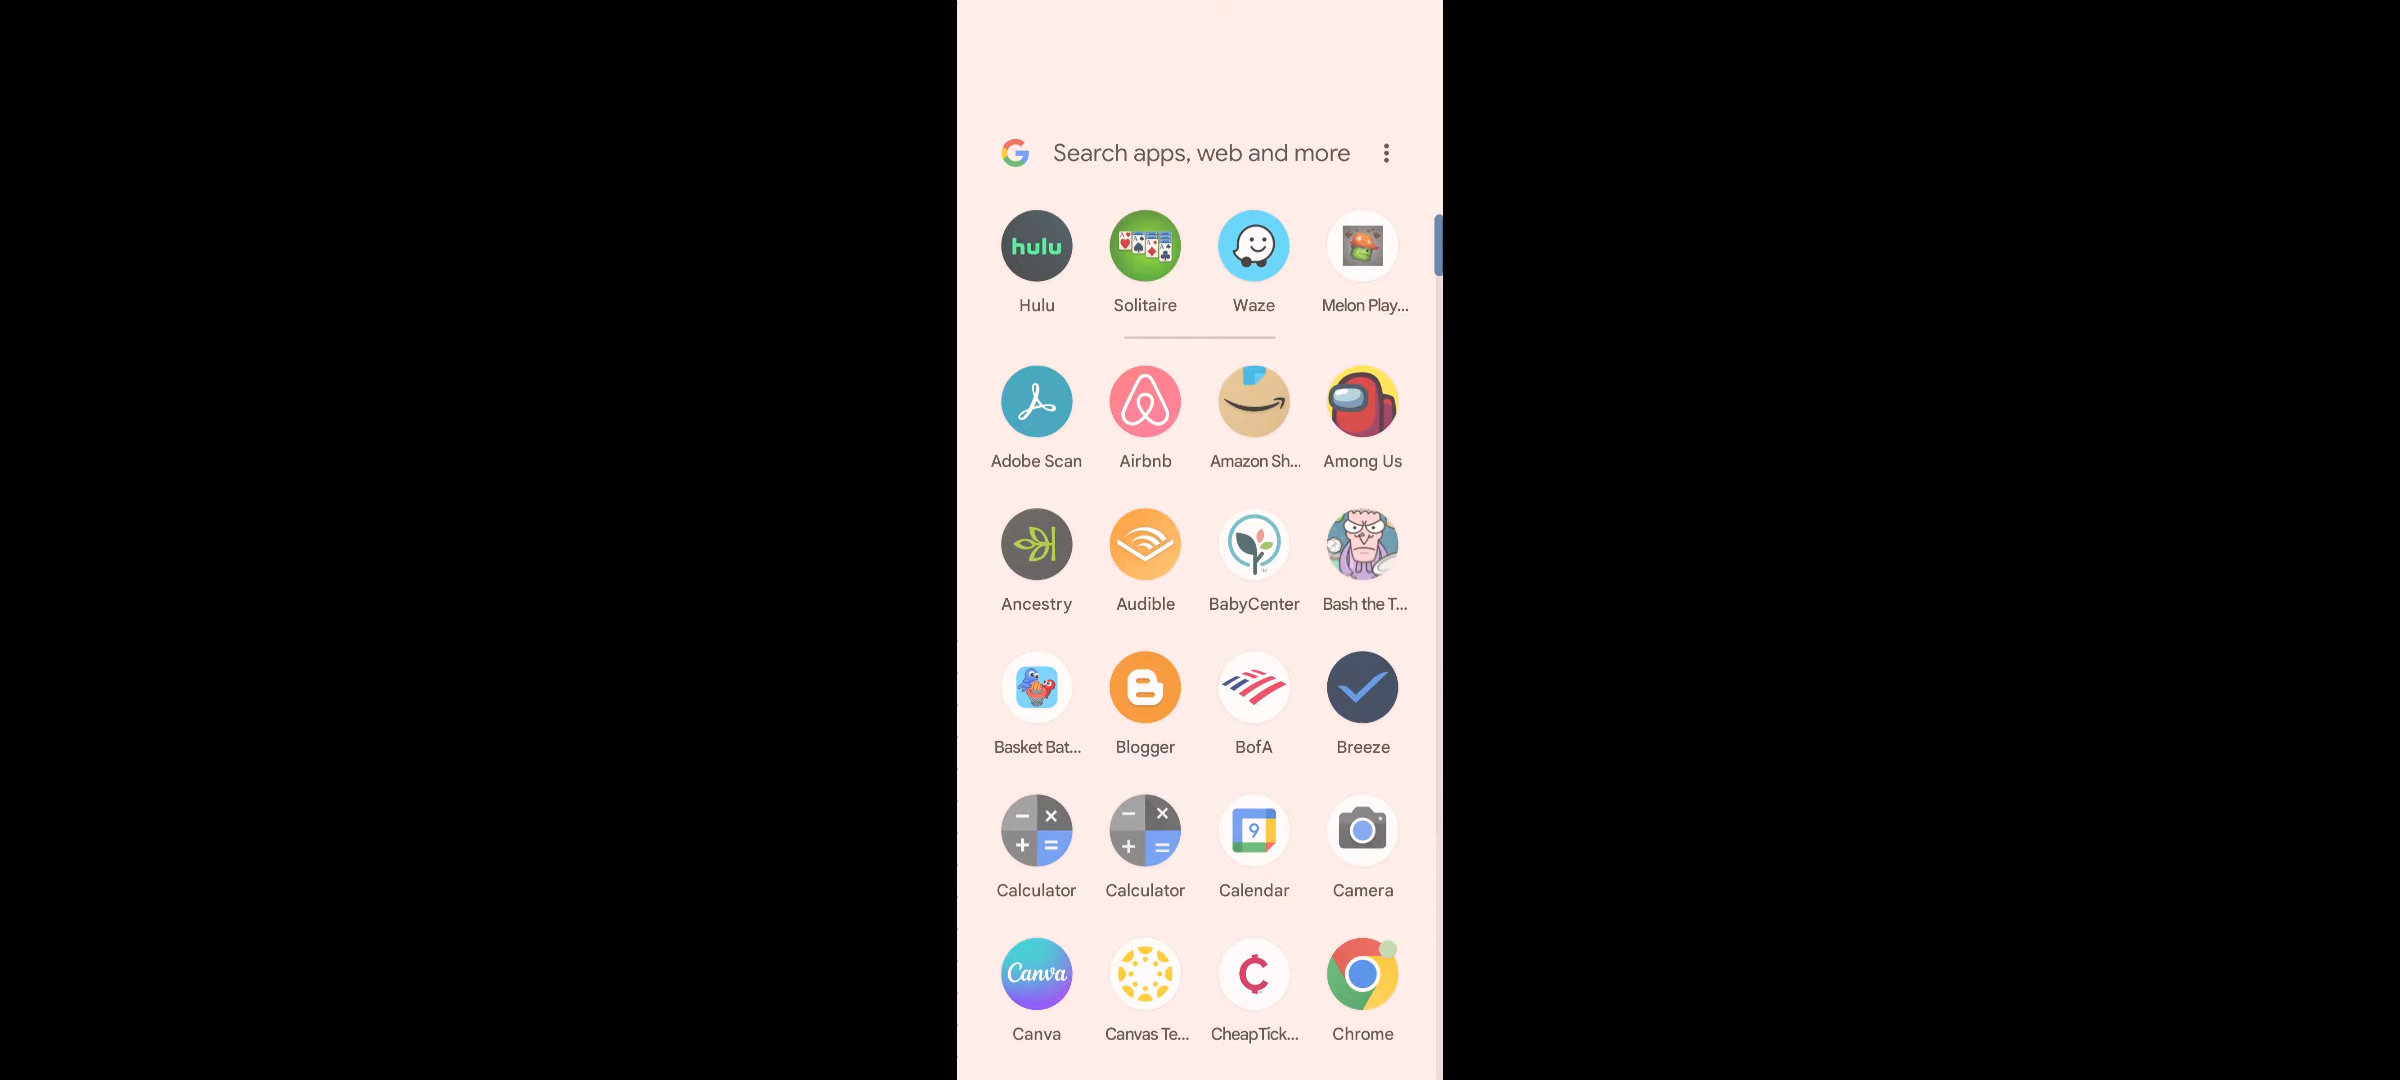 Search apps, web and more
hulu
Hulu Solitaire Waze Melon Play...
Adobe Scan Airbnb Amazon Sh... Among Us
Ancestry Audible BabyCenter Bash the T...
Basket Bat... Blogger BofA Breeze
9
Calculator Calculator Calendar Camera
Canva
Canva Canvas Te... CheapTick... Chrome